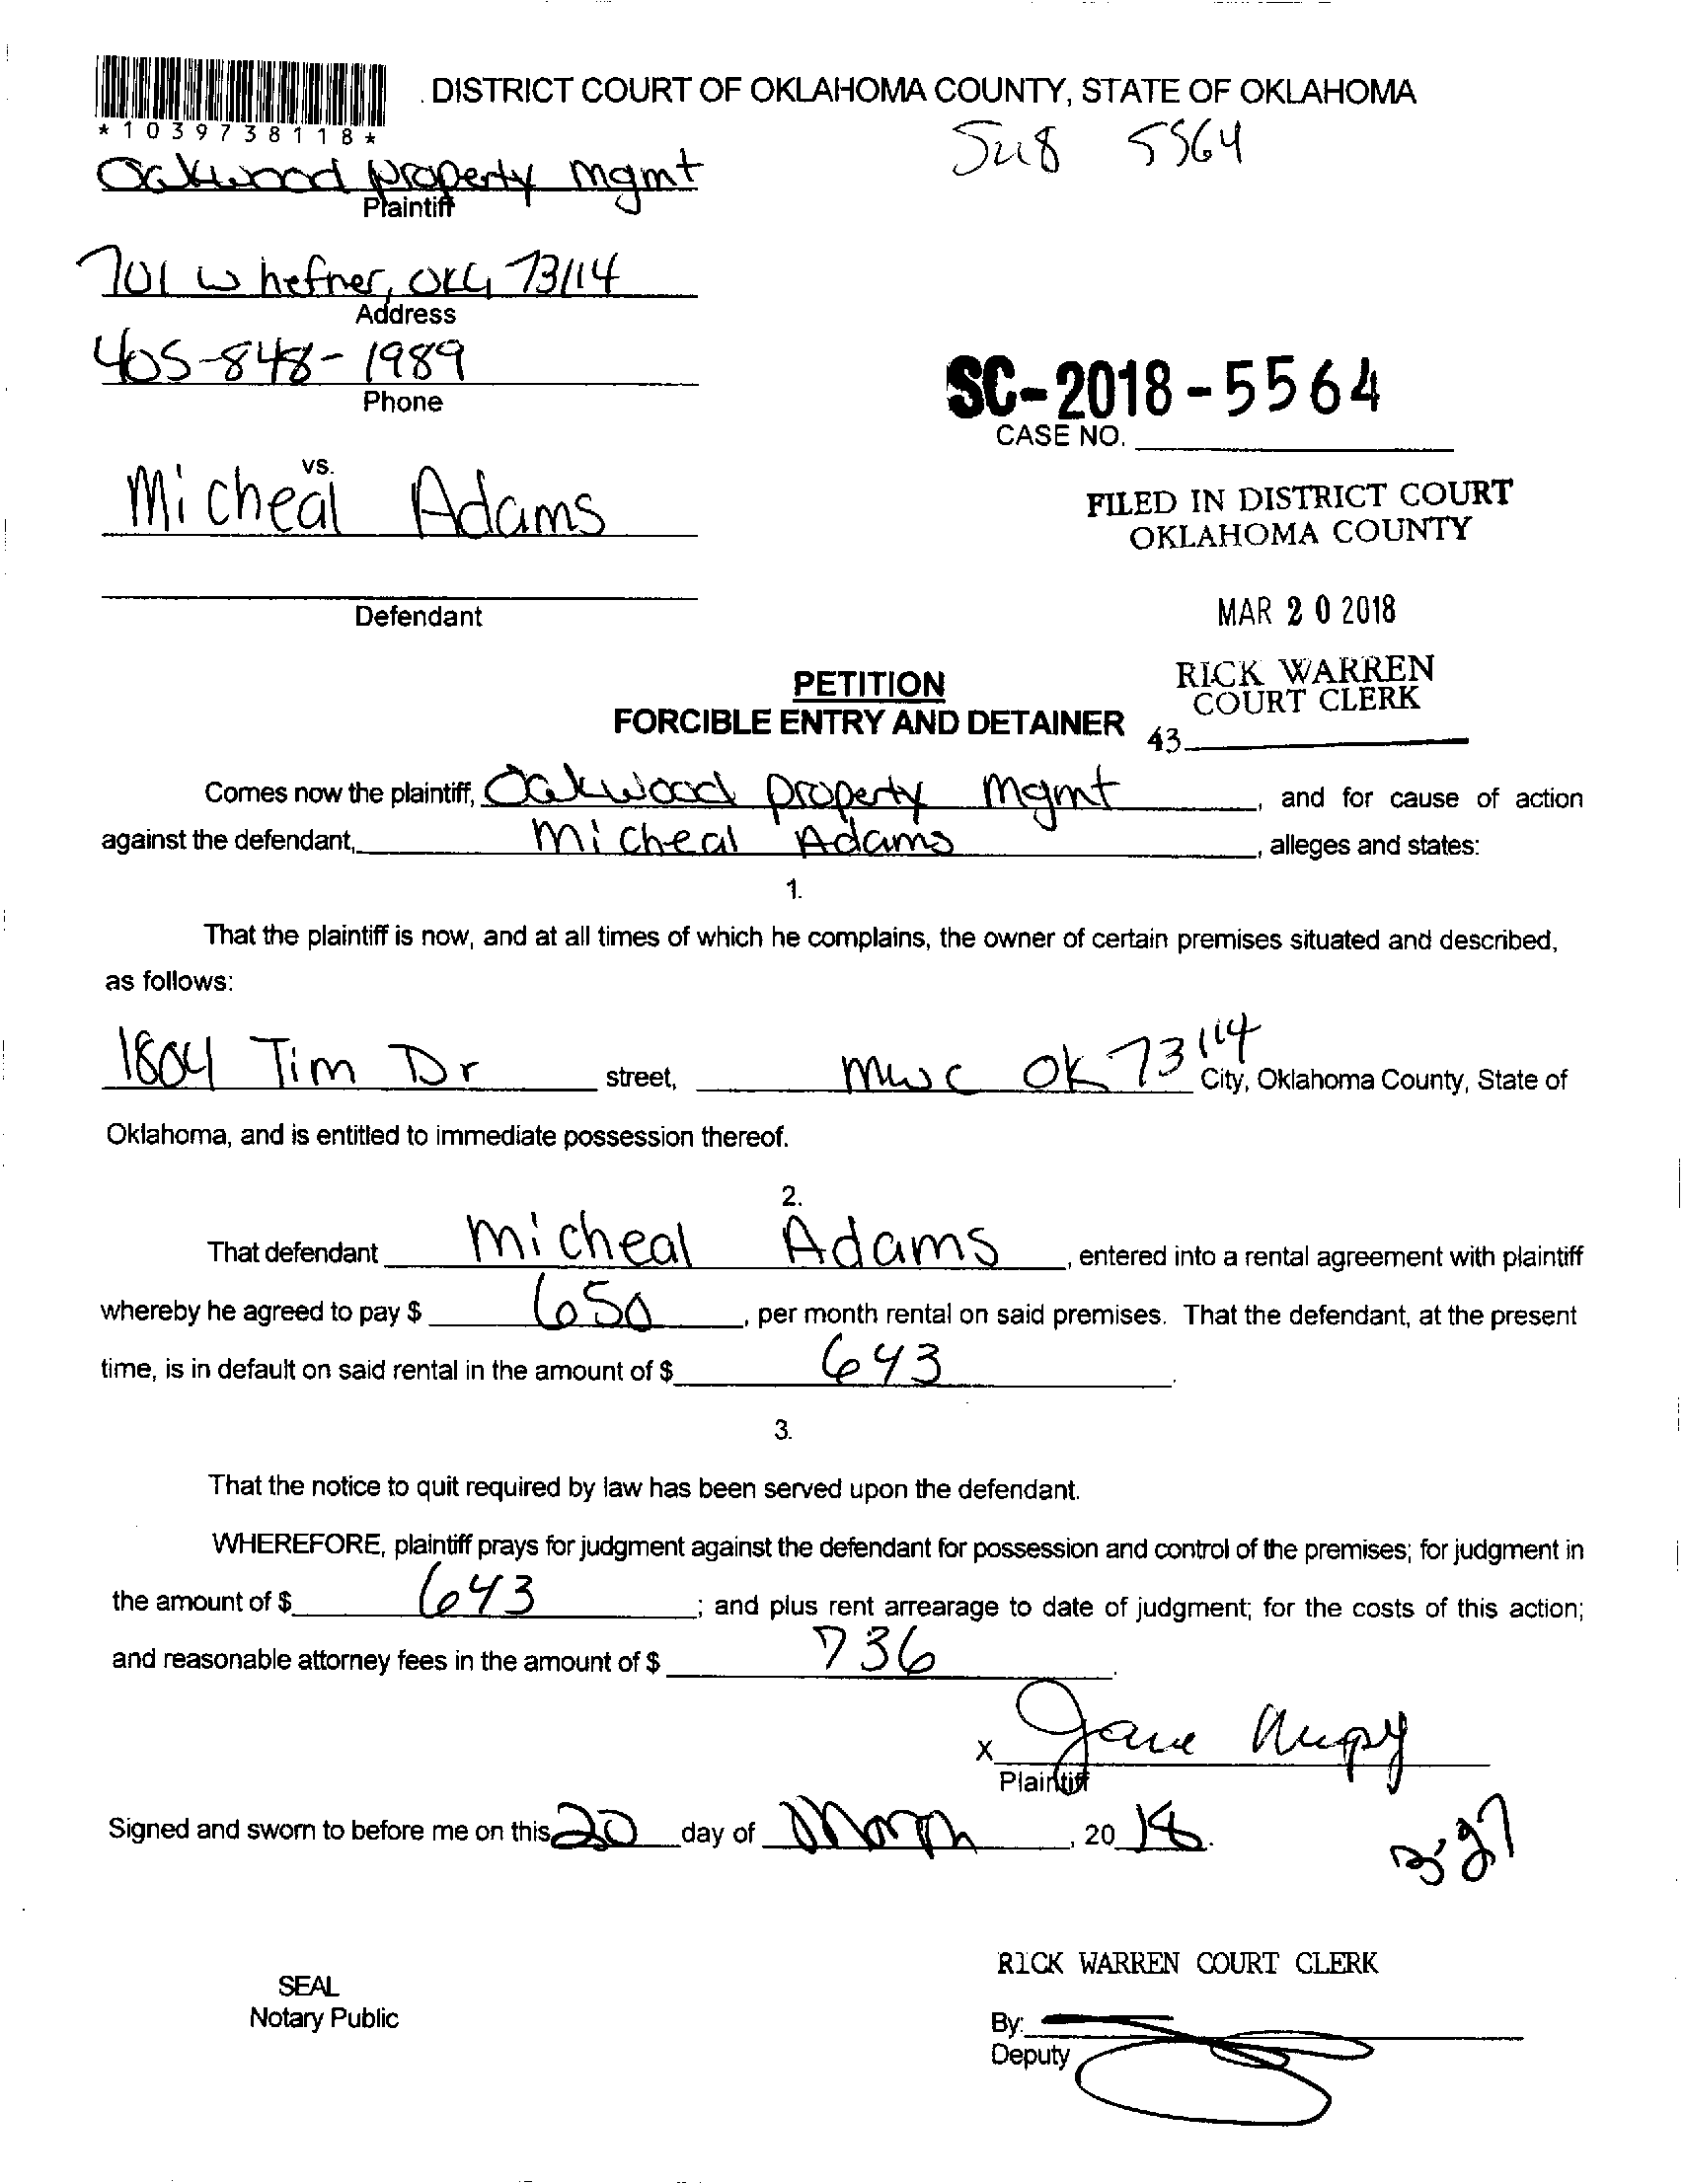 DISTRICT COURT OF OKLAHOMA COUNTY, STATE OF OKLAHOMA
*1039738118*
5564
Oakwood property mgmt
Plaintiff
701 w hefner, OKC, 73114
Address
405-848-1989
Phone
SC-2018-5564
CASE NO.
vs.
Micheal Adams
FILED IN DISTRICT COURT
OKLAHOMA COUNTY
Defendant
MAR 20 2018
PETITION
RICK WARREN
COURT CLERK
FORCIBLE ENTRY AND DETAINER
43
Comes now the plaintiff, Oakwood property mgmt, and for cause of action
against the defendant, Micheal Adams, alleges and states:
1.
That the plaintiff is now, and at all times of which he complains, the owner of certain premises situated and described,
as follows:
1804 Tim Dr street, mwc OK 73114 City, Oklahoma County, State of
Oklahoma, and is entitled to immediate possession thereof.
2.
That defendant Micheal Adams, entered into a rental agreement with plaintiff
whereby he agreed to pay $ 650, per month rental on said premises. That the defendant, at the present
time, is in default on said rental in the amount of $ 643.
3.
That the notice to quit required by law has been served upon the defendant.
WHEREFORE, plaintiff prays for judgment against the defendant for possession and control of the premises; for judgment in
the amount of $ 643; and plus rent arrearage to date of judgment; for the costs of this action;
and reasonable attorney fees in the amount of $ 736.
X Jane
Plaintiff
Signed and sworn to before me on this 20 day of, 20 18.
RICK WARREN COURT CLERK
SEAL
Notary Public
By:
Deputy